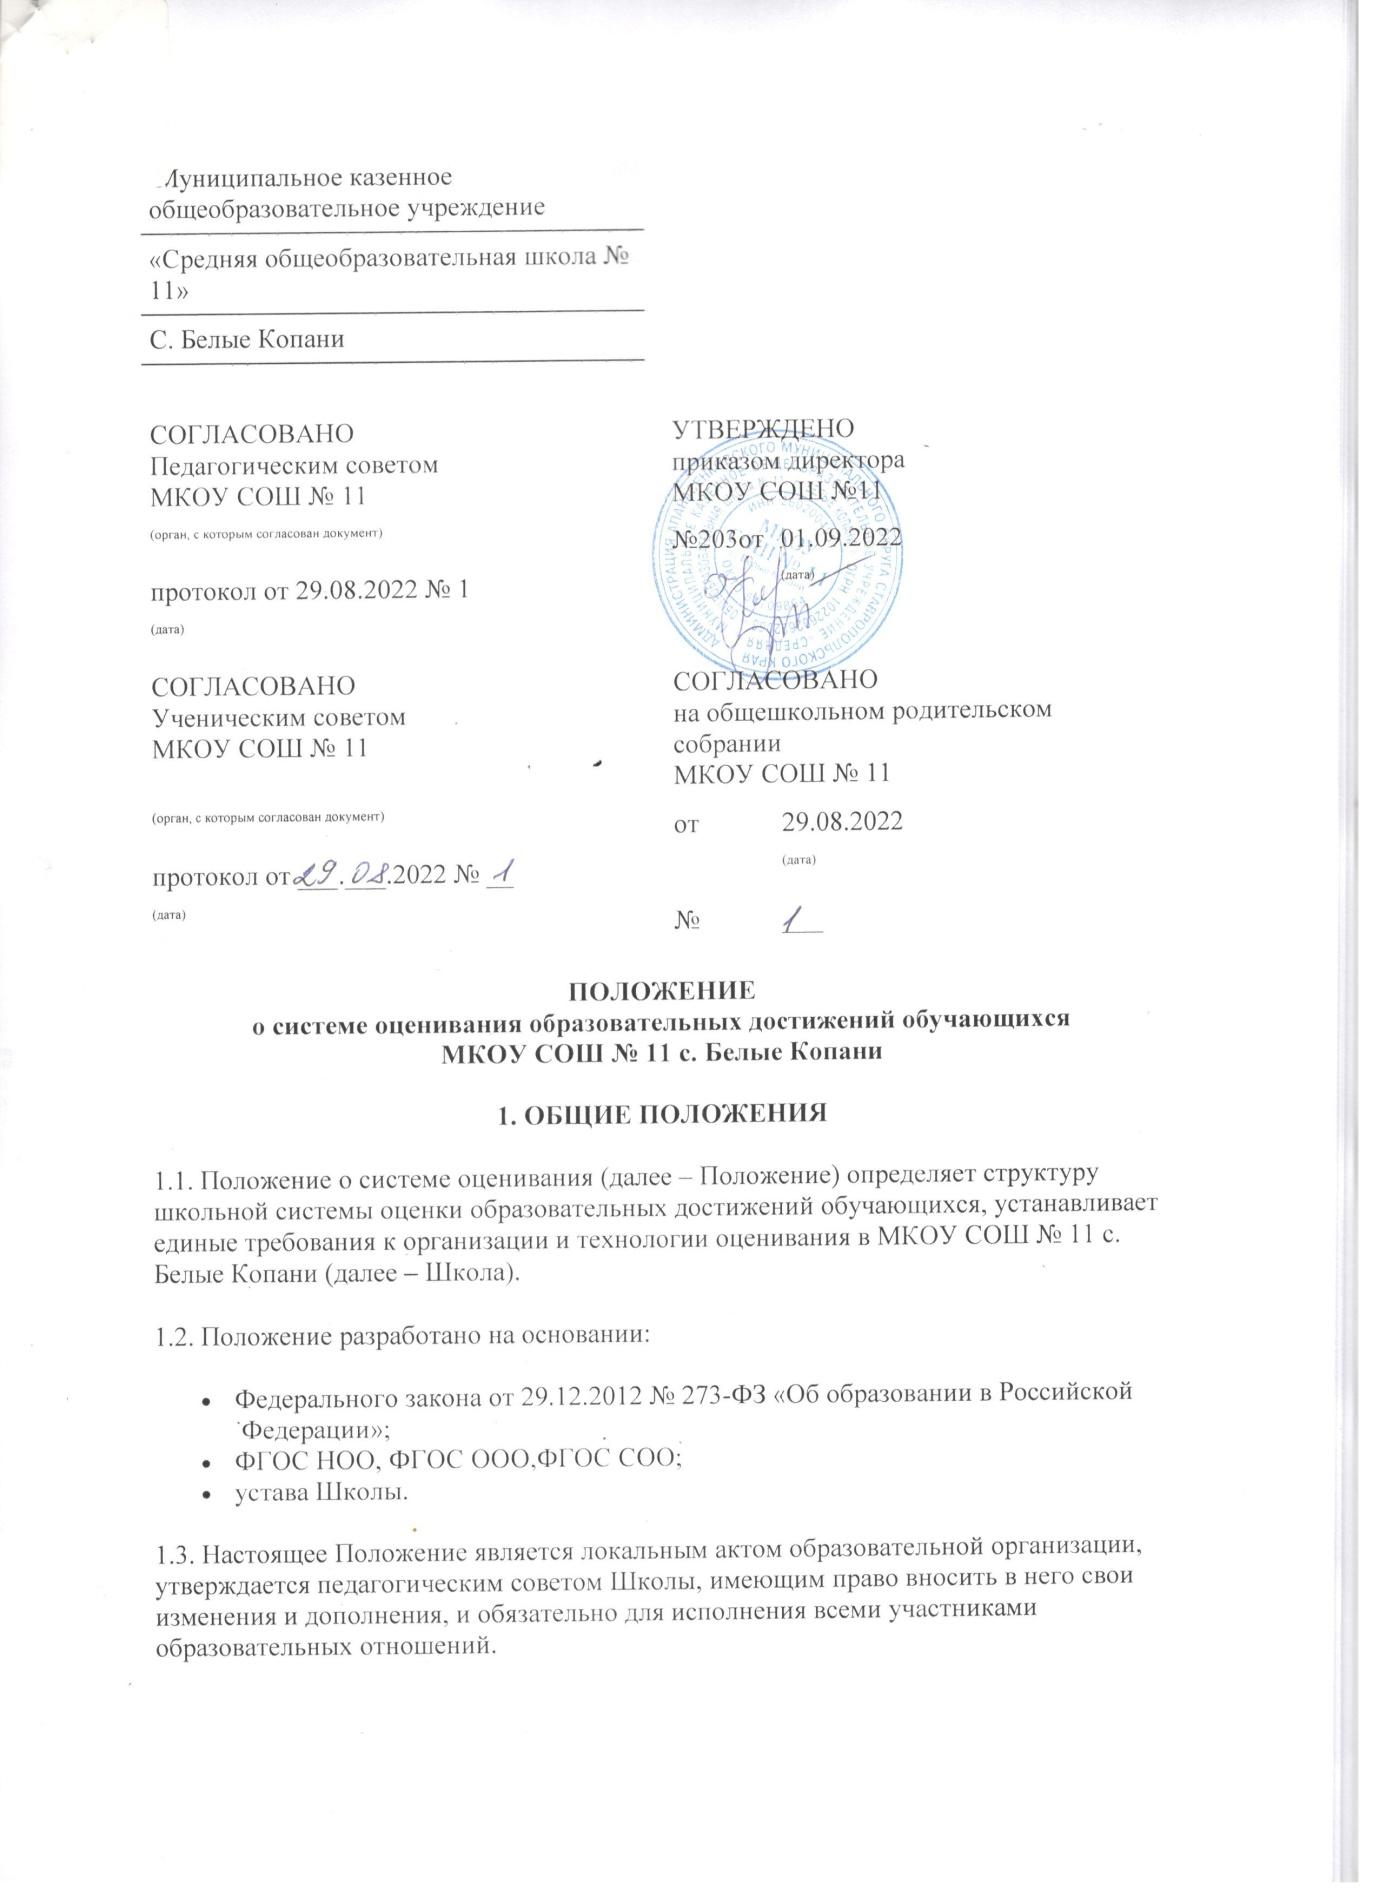 Муниципальное казенное
общеобразовательное учреждение
«Средняя общеобразовательная школа №
11»
С. Белые Копани
СОГЛАСОВАНО
Педагогическим советом
МКОУ СОШ № 11
(орган, с которым согласован документ)
протокол от 29.08.2022 № 1
(дата)
УТВЕРЖДЕНО
приказом директора
МКОУ СОШ №11
№203от 01.09.2022
(дата)
СОГЛАСОВАНО
Ученическим советом
МКОУ СОШ № 11
(орган, с которым согласован документ)
протокол от 29.08.2022 № 1
(дата)
СОГЛАСОВАНО
на общешкольном родительском
собрании
МКОУ СОШ № 11
от 29.08.2022
(дата)
№ 1
ПОЛОЖЕНИЕ
о системе оценивания образовательных достижений обучающихся
МКОУ СОШ № 11 с. Белые Копани
1. ОБЩИЕ ПОЛОЖЕНИЯ
1.1. Положение о системе оценивания (далее – Положение) определяет структуру
школьной системы оценки образовательных достижений обучающихся, устанавливает
единые требования к организации и технологии оценивания в МКОУ СОШ № 11 с.
Белые Копани (далее – Школа).
1.2. Положение разработано на основании:
• Федерального закона от 29.12.2012 № 273-ФЗ «Об образовании в Российской
Федерации»;
• ФГОС НОО, ФГОС ООО,ФГОС СОО;
• устава Школы.
1.3. Настоящее Положение является локальным актом образовательной организации,
утверждается педагогическим советом Школы, имеющим право вносить в него свои
изменения и дополнения, и обязательно для исполнения всеми участниками
образовательных отношений.